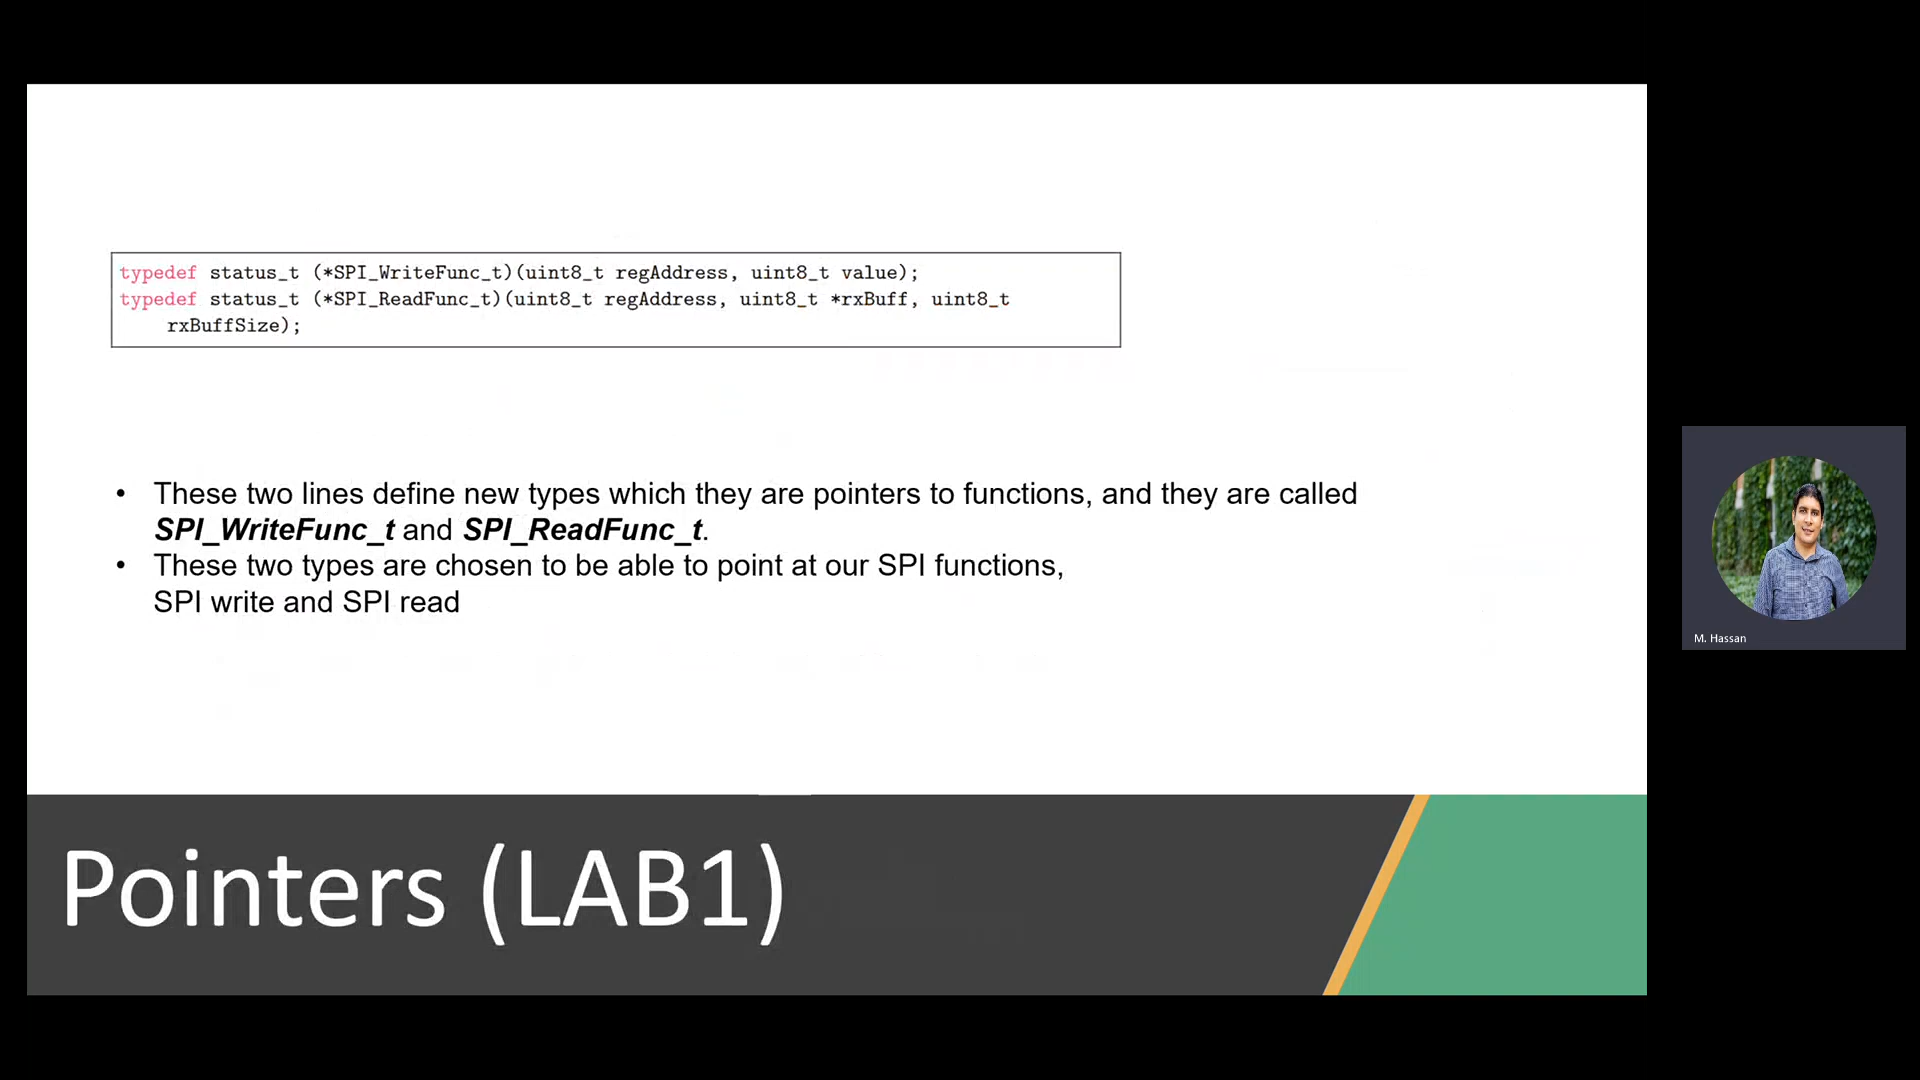 typedef status_t (*SPI_WriteFunc_t)(uint8_t regAddress, uint8_t value);
typedef status_t (*SPI_ReadFunc_t)(uint8_t regAddress, uint8_t *rxBuff, uint8_t
rxBuffSize);
• These two lines define new types which they are pointers to functions, and they are called
SPI_WriteFunc_t and SPI_ReadFunc_t.
• These two types are chosen to be able to point at our SPI functions,
SPI write and SPI read
M. Hassan
Pointers (LAB1)